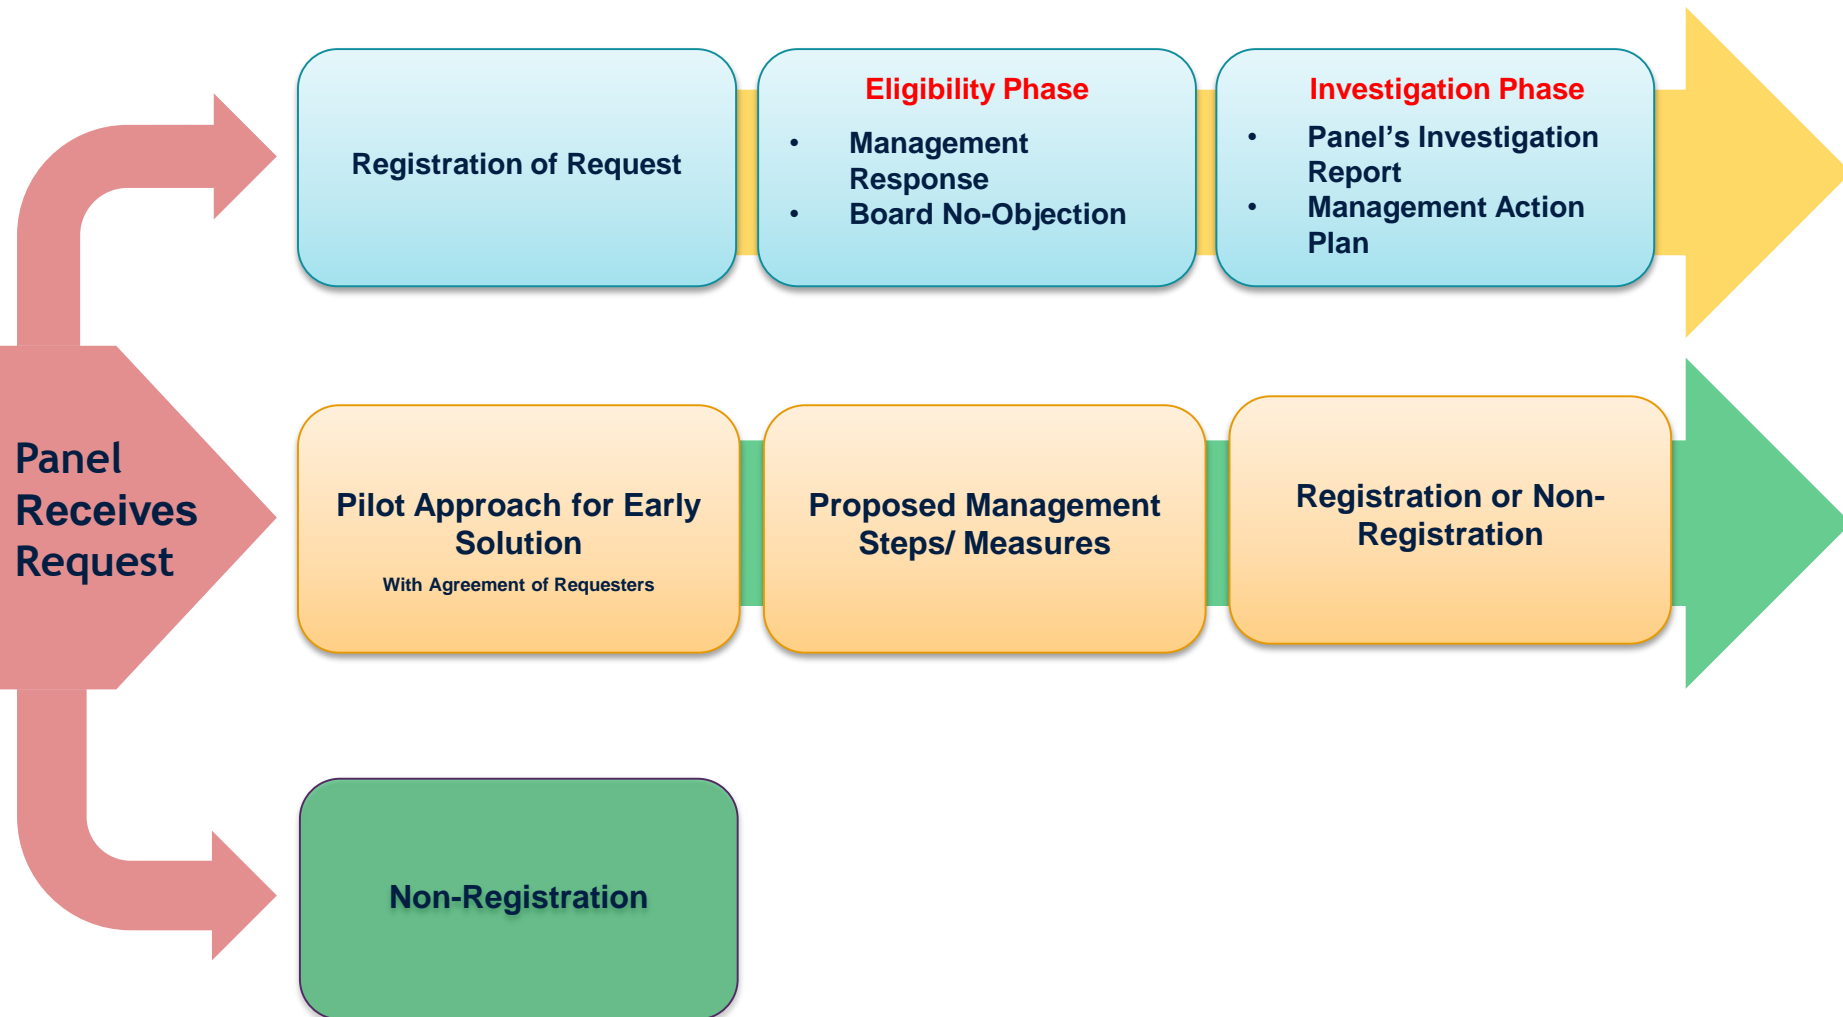 Registration of Request
Eligibility Phase
• Management
Response
• Board No-Objection
Investigation Phase
• Panel’s Investigation
Report
• Management Action
Plan
Panel
Receives
Request
Pilot Approach for Early
Solution
With Agreement of Requesters
Proposed Management
Steps/ Measures
Registration or Non-
Registration
Non-Registration